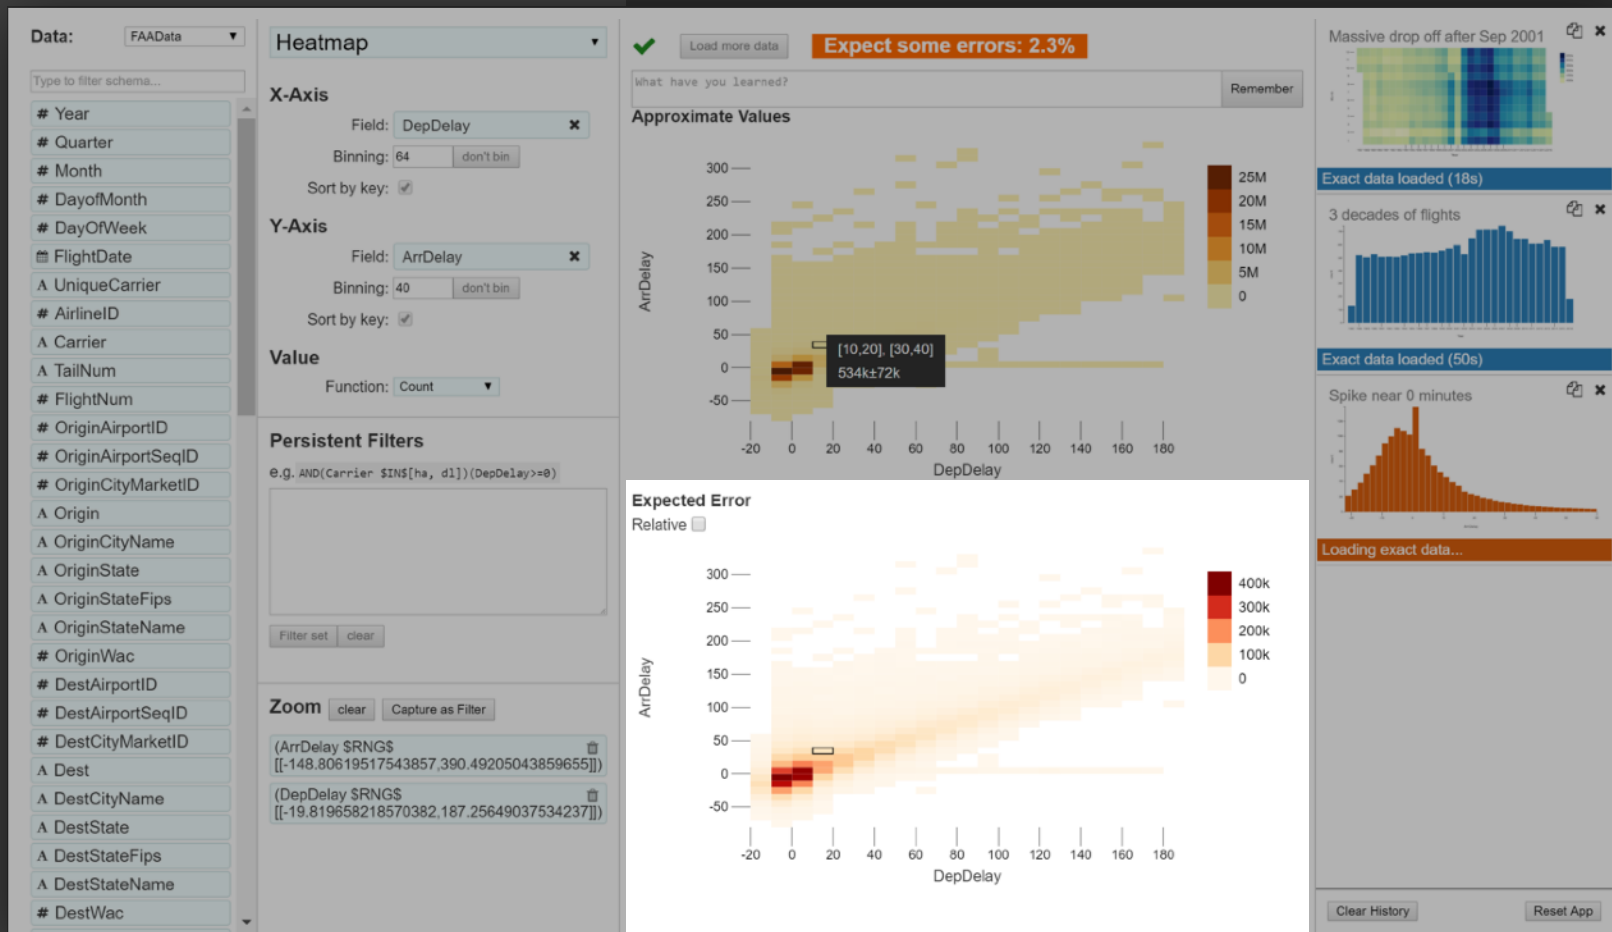 Data:
FAAData
Type to filter schema...
# Year
# Quarter
# Month
# DayofMonth
# DayOfWeek
FlightDate
A UniqueCarrier
# AirlineID
A Carrier
A TailNum
# FlightNum
# OriginAirportID
# OriginAirportSeqID
# OriginCityMarketID
A Origin
A OriginCityName
A OriginState
A OriginStateFips
A OriginStateName
# OriginWac
# DestAirportID
# DestAirportSeqID
# DestCityMarketID
A Dest
A DestCityName
A DestState
A DestStateFips
A DestStateName
# DestWac
Heatmap
X-Axis
Field: DepDelay
Binning: 64 don't bin
Sort by key:
Y-Axis
Field: ArrDelay
Binning: 40 don't bin
Sort by key:
Value
Function: Count
Persistent Filters
e.g. AND(Carrier $IN$[ha, dl])(DepDelay>=0)
Filter set clear
Zoom clear Capture as Filter
(ArrDelay $RNG$
[[-148.80619517543857,390.49205043859655]])
(DepDelay $RNG$
[[-19.819658218570382,187.25649037534237]])
Load more data
Expect some errors: 2.3%
What have you learned?
Remember
Approximate Values
300
250
200
150
100
50
0
-50
ArrDelay
-20 0 20 40 60 80 100 120 140 160 180
DepDelay
25M
20M
15M
10M
5M
0
[10,20], [30,40]
534k±72k
Expected Error
Relative
300
250
200
150
100
50
0
-50
ArrDelay
-20 0 20 40 60 80 100 120 140 160 180
DepDelay
400k
300k
200k
100k
0
Massive drop off after Sep 2001
Exact data loaded (18s)
3 decades of flights
Exact data loaded (50s)
Spike near 0 minutes
Loading exact data...
Clear History
Reset App